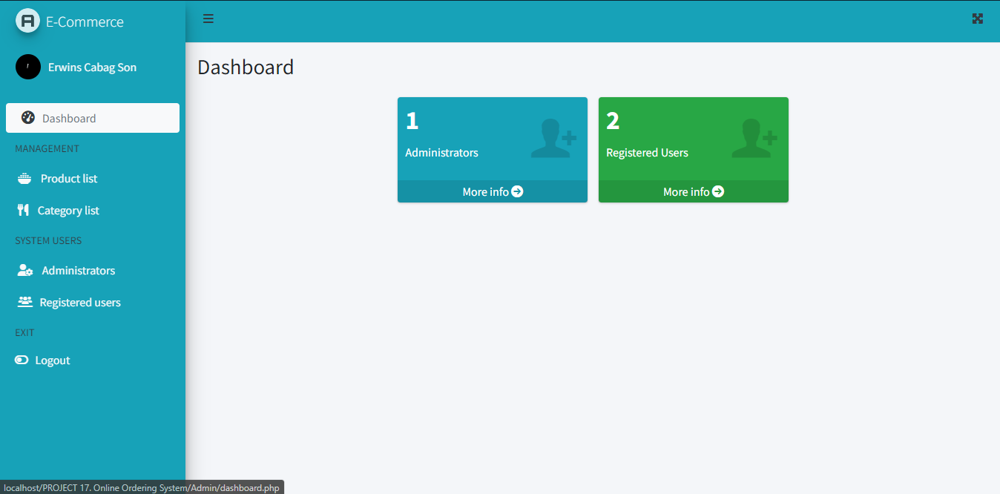 E-Commerce
Erwins Cabag Son
Dashboard
MANAGEMENT
Product list
Category list
SYSTEM USERS
Administrators
Registered users
EXIT
Logout
Dashboard
1
Administrators
More info
2
Registered Users
More info
localhost/PROJECT 17. Online Ordering System/Admin/dashboard.php